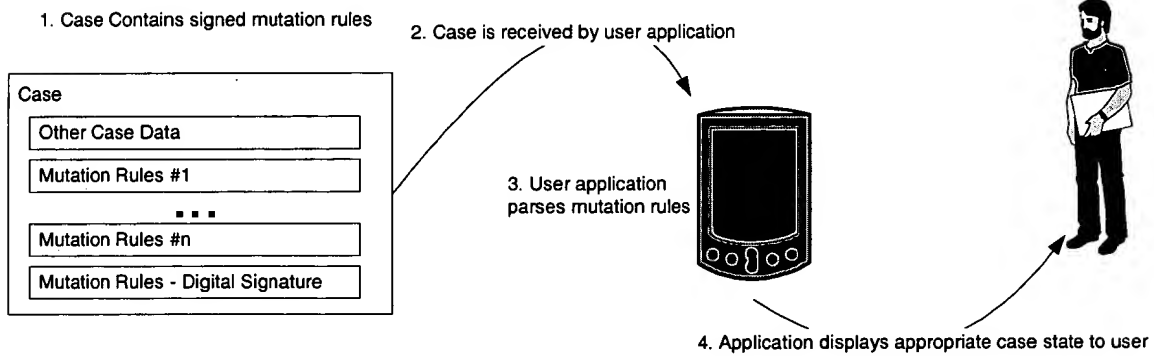 1. Case Contains signed mutation rules
2. Case is received by user application
Case
Other Case Data
Mutation Rules #1
...
Mutation Rules #n
Mutation Rules - Digital Signature
3. User application
parses mutation rules
4. Application displays appropriate case state to user